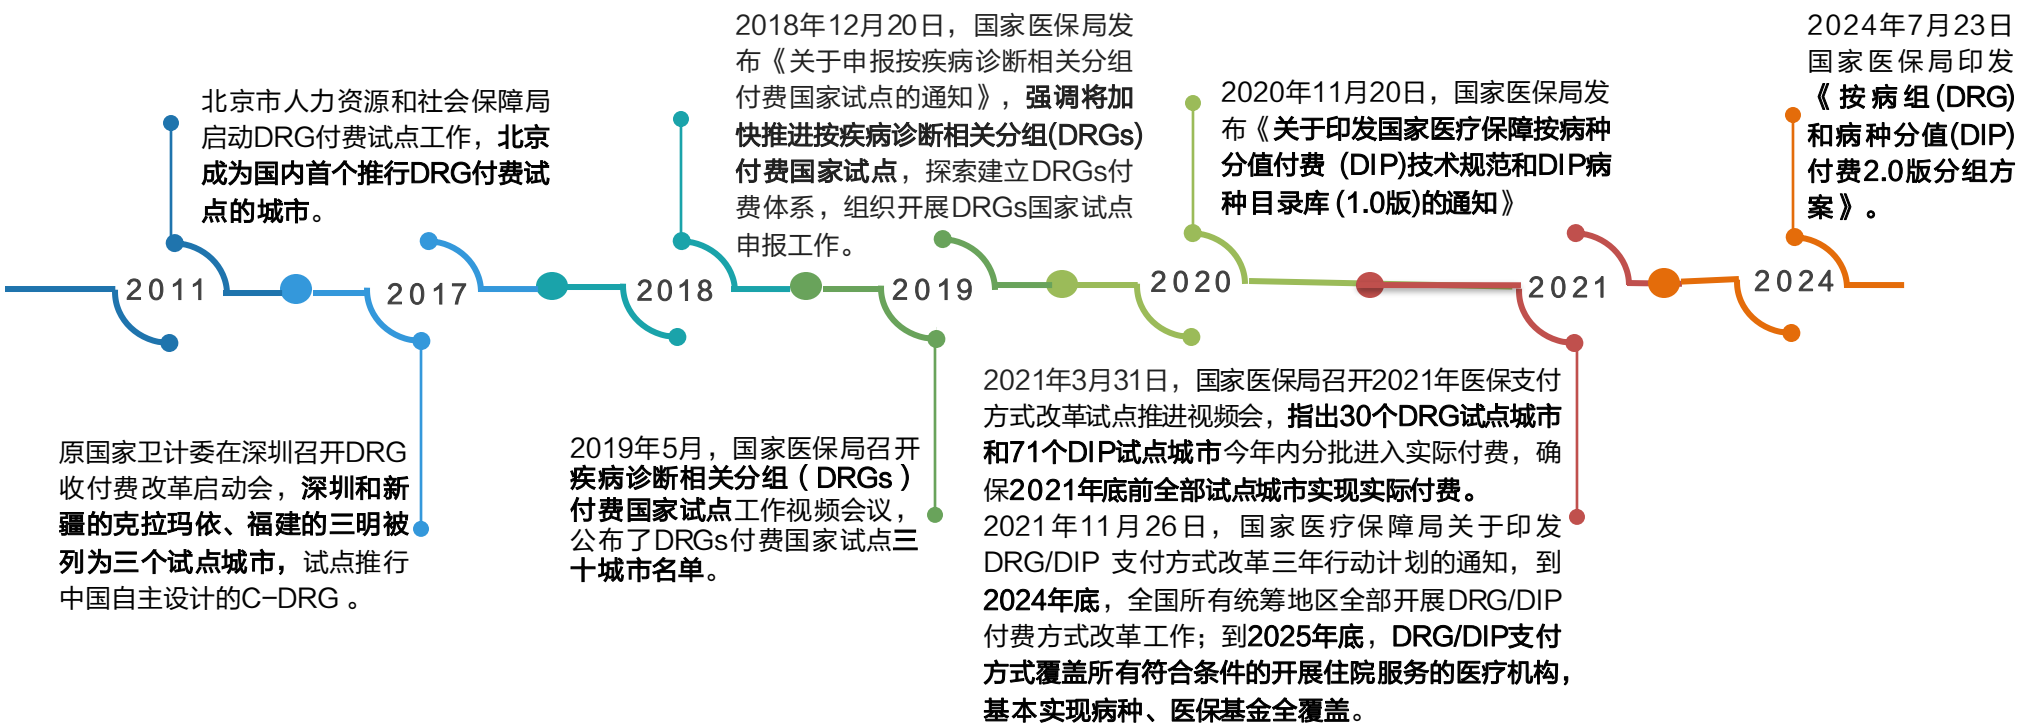 北京市人力资源和社会保障局
启动DRG付费试点工作，北京
成为国内首个推行DRG付费试
点的城市。
2011
原国家卫计委在深圳召开DRG
收付费改革启动会，深圳和新
疆的克拉玛依、福建的三明被
列为三个试点城市，试点推行
中国自主设计的C-DRG 。
2017
2018年12月20日，国家医保局发
布《关于申报按疾病诊断相关分组
付费国家试点的通知》，强调将加
快推进按疾病诊断相关分组(DRGs)
付费国家试点，探索建立DRGs付
费体系，组织开展DRGs国家试点
申报工作。
2018
2019年5月，国家医保局召开
疾病诊断相关分组（DRGs）
付费国家试点工作视频会议，
公布了DRGs付费国家试点三
十城市名单。
2019
2020年11月20日，国家医保局发
布《关于印发国家医疗保障按病种
分值付费 (DIP)技术规范和DIP病
种目录库 (1.0版)的通知》
2020
2021年3月31日，国家医保局召开2021年医保支付
方式改革试点推进视频会，指出30个DRG试点城市
和71个DIP试点城市今年内分批进入实际付费，确
保2021年底前全部试点城市实现实际付费。
2021年11月26日，国家医疗保障局关于印发
DRG/DIP 支付方式改革三年行动计划的通知，到
2024年底，全国所有统筹地区全部开展DRG/DIP
付费方式改革工作；到2025年底，DRG/DIP支付
方式覆盖所有符合条件的开展住院服务的医疗机构，
基本实现病种、医保基金全覆盖。
2021
2024年7月23日
国家医保局印发
《按病组(DRG)
和病种分值(DIP)
付费2.0版分组方
案》。
2024